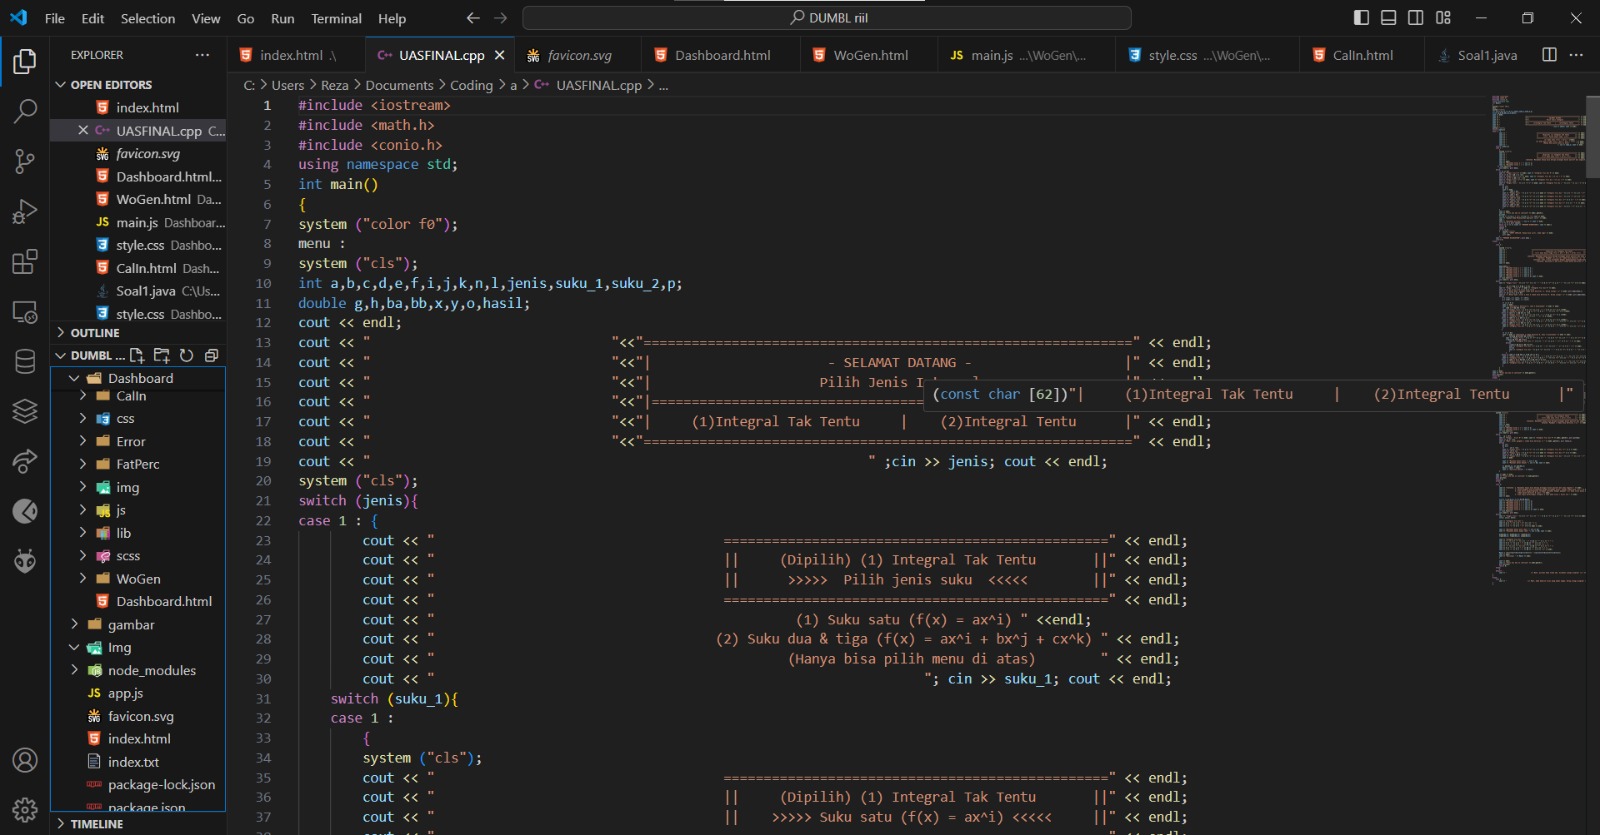 File Edit Selection View Go Run Terminal Help DUMBL riil
EXPLORER
OPEN EDITORS
index.html
UASFINAL.cpp C...
favicon.svg
Dashboard.html...
WoGen.html Da...
main.js Dashboar...
style.css Dashbo...
CalIn.html Dash...
Soal1.java C:\Us...
style.css Dashbo...
OUTLINE
DUMBL ...
Dashboard
CalIn
css
Error
FatPerc
img
js
lib
scss
WoGen
Dashboard.html
gambar
Img
node_modules
app.js
favicon.svg
index.html
index.txt
package-lock.json
package.json
TIMELINE
index.html .\ UASFINAL.cpp favicon.svg Dashboard.html WoGen.html main.js ...\WoGen\... style.css ...\WoGen\... CalIn.html Soal1.java
C: > Users > Reza > Documents > Coding > a > UASFINAL.cpp > ...
1 #include <iostream>
2 #include <math.h>
3 #include <conio.h>
4 using namespace std;
5 int main()
6 {
7 system ("color f0");
8 menu :
9 system ("cls");
10 int a,b,c,d,e,f,i,j,k,n,l,jenis,suku_1,suku_2,p;
11 double g,h,ba,bb,x,y,o,hasil;
12 cout << endl;
13 cout << " "<<"=============================================================" << endl;
14 cout << " "<<"| - SELAMAT DATANG - |" << endl;
15 cout << " "<<"| Pilih Jenis
16 cout << " "<<"|==================================
(const char [62])"| (1)Integral Tak Tentu | (2)Integral Tentu |"
17 cout << " "<<"| (1)Integral Tak Tentu | (2)Integral Tentu |" << endl;
18 cout << " "<<"=============================================================" << endl;
19 cout << " " ;cin >> jenis; cout << endl;
20 system ("cls");
21 switch (jenis){
22 case 1 : {
23 cout << " ================================================" << endl;
24 cout << " || (Dipilih) (1) Integral Tak Tentu ||" << endl;
25 cout << " || >>>>> Pilih jenis suku <<<<< ||" << endl;
26 cout << " ================================================" << endl;
27 cout << " (1) Suku satu (f(x) = ax^i) " <<endl;
28 cout << " (2) Suku dua & tiga (f(x) = ax^i + bx^j + cx^k) " << endl;
29 cout << " (Hanya bisa pilih menu di atas) " << endl;
30 cout << " "; cin >> suku_1; cout << endl;
31 switch (suku_1){
32 case 1 :
33 {
34 system ("cls");
35 cout << " ================================================" << endl;
36 cout << " || (Dipilih) (1) Integral Tak Tentu ||" << endl;
37 cout << " || >>>>> Suku satu (f(x) = ax^i) <<<<< ||" << endl;